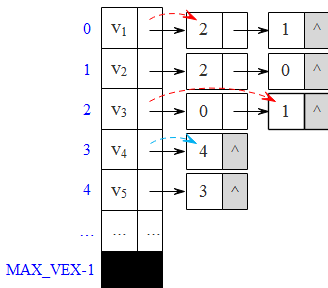 0 v1 2 1 ^
1 v2 2 0 ^
2 v3 0 1 ^
3 v4 4 ^
4 v5 3 ^
... ... ...
MAX_VEX-1